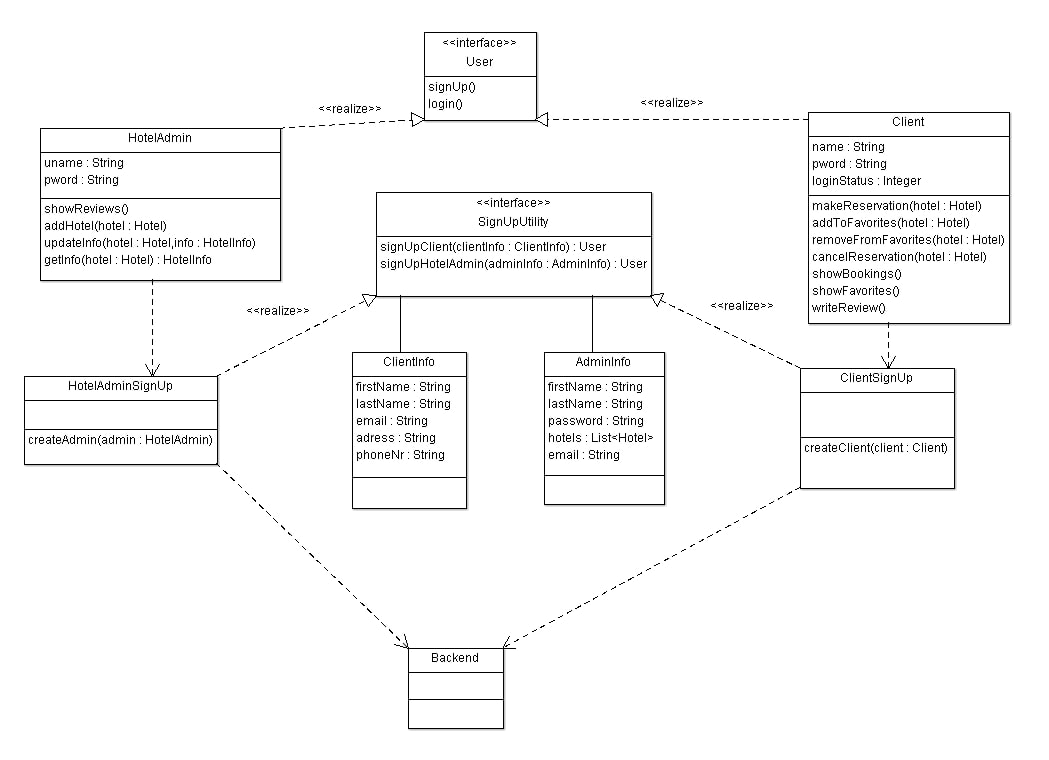 <<interface>>
User
signUp()
login()
<<realize>>
<<realize>>
HotelAdmin
uname : String
pword : String
showReviews()
addHotel(hotel : Hotel)
updateInfo(hotel : Hotel,info : HotelInfo)
getInfo(hotel : Hotel) : HotelInfo
Client
name : String
pword : String
loginStatus : Integer
makeReservation(hotel : Hotel)
addToFavorites(hotel : Hotel)
removeFromFavorites(hotel : Hotel)
cancelReservation(hotel : Hotel)
showBookings()
showFavorites()
writeReview()
<<interface>>
SignUpUtility
signUpClient(clientInfo : ClientInfo) : User
signUpHotelAdmin(adminInfo : AdminInfo) : User
<<realize>>
<<realize>>
HotelAdminSignUp
createAdmin(admin : HotelAdmin)
ClientInfo
firstName : String
lastName : String
email : String
adress : String
phoneNr : String
AdminInfo
firstName : String
lastName : String
password : String
hotels : List<Hotel>
email : String
ClientSignUp
createClient(client : Client)
Backend